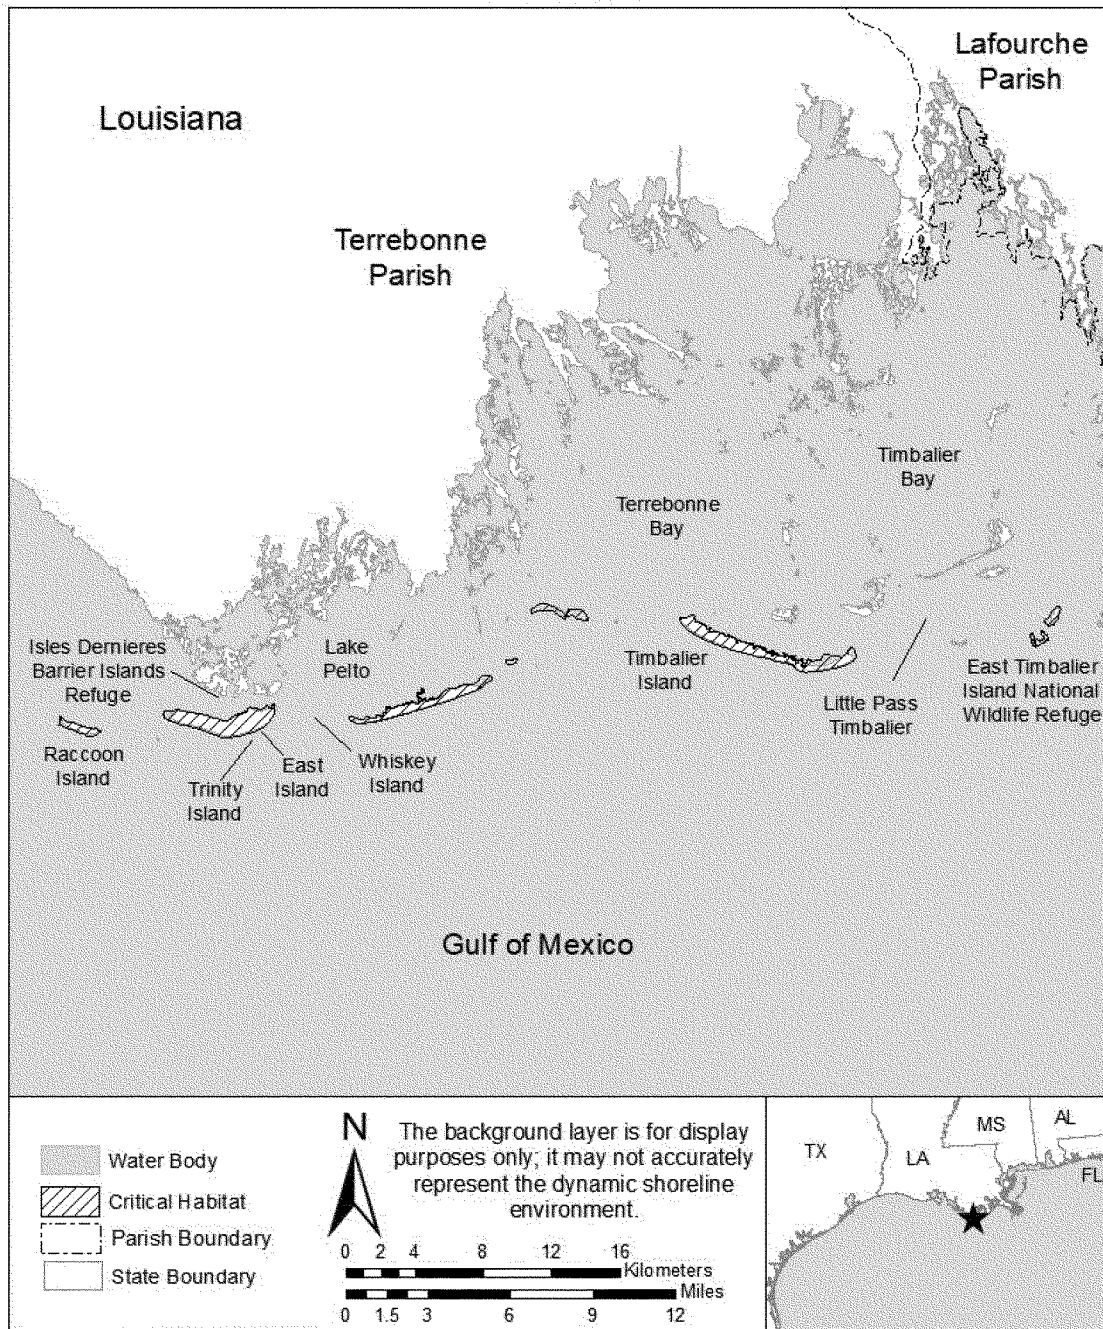 Lafourche
Parish
Louisiana
Terrebonne
Parish
Timbalier
Bay
Terrebonne
Bay
Isles Dernieres
Barrier Islands
Refuge
Lake
Pelto
Timbalier
Island
East Timbalier
Island National
Wildlife Refuge
Little Pass
Timbalier
Raccoon
Island
Trinity
Island
East
Island
Whiskey
Island
Gulf of Mexico
Water Body
Critical Habitat
Parish Boundary
State Boundary
N
The background layer is for display
purposes only; it may not accurately
represent the dynamic shoreline
environment.
0 2 4 8 12 16
Kilometers
Miles
0 1.5 3 6 9 12
TX
LA
MS
AL
FL